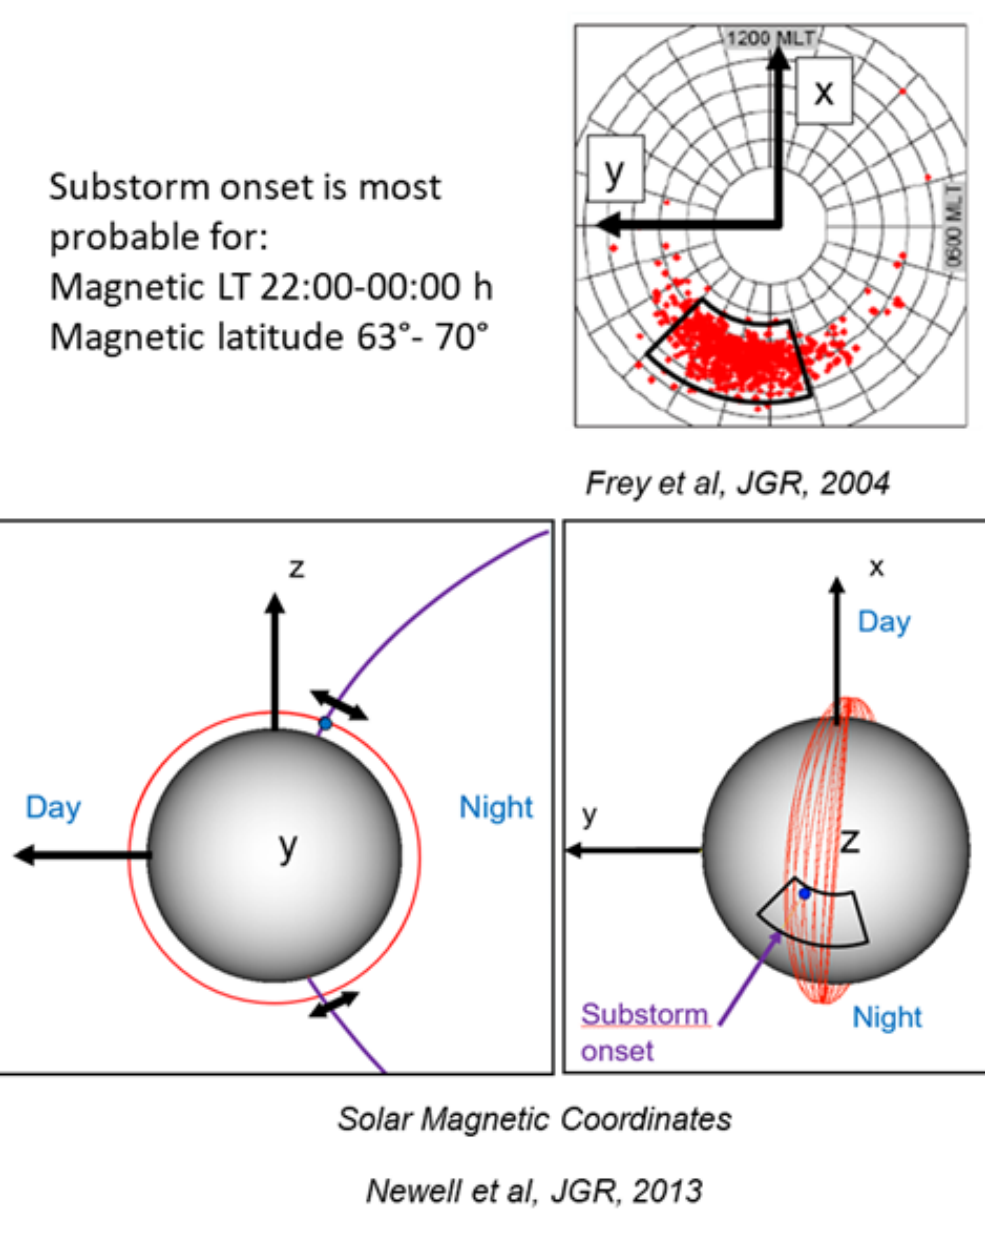 1200 MLT
x
y
0600 MLT
Substorm onset is most
probable for:
Magnetic LT 22:00-00:00 h
Magnetic latitude 63°- 70°
Frey et al, JGR, 2004
z
Day
Night
y
x
Day
y
z
Substorm
onset
Night
Solar Magnetic Coordinates
Newell et al, JGR, 2013